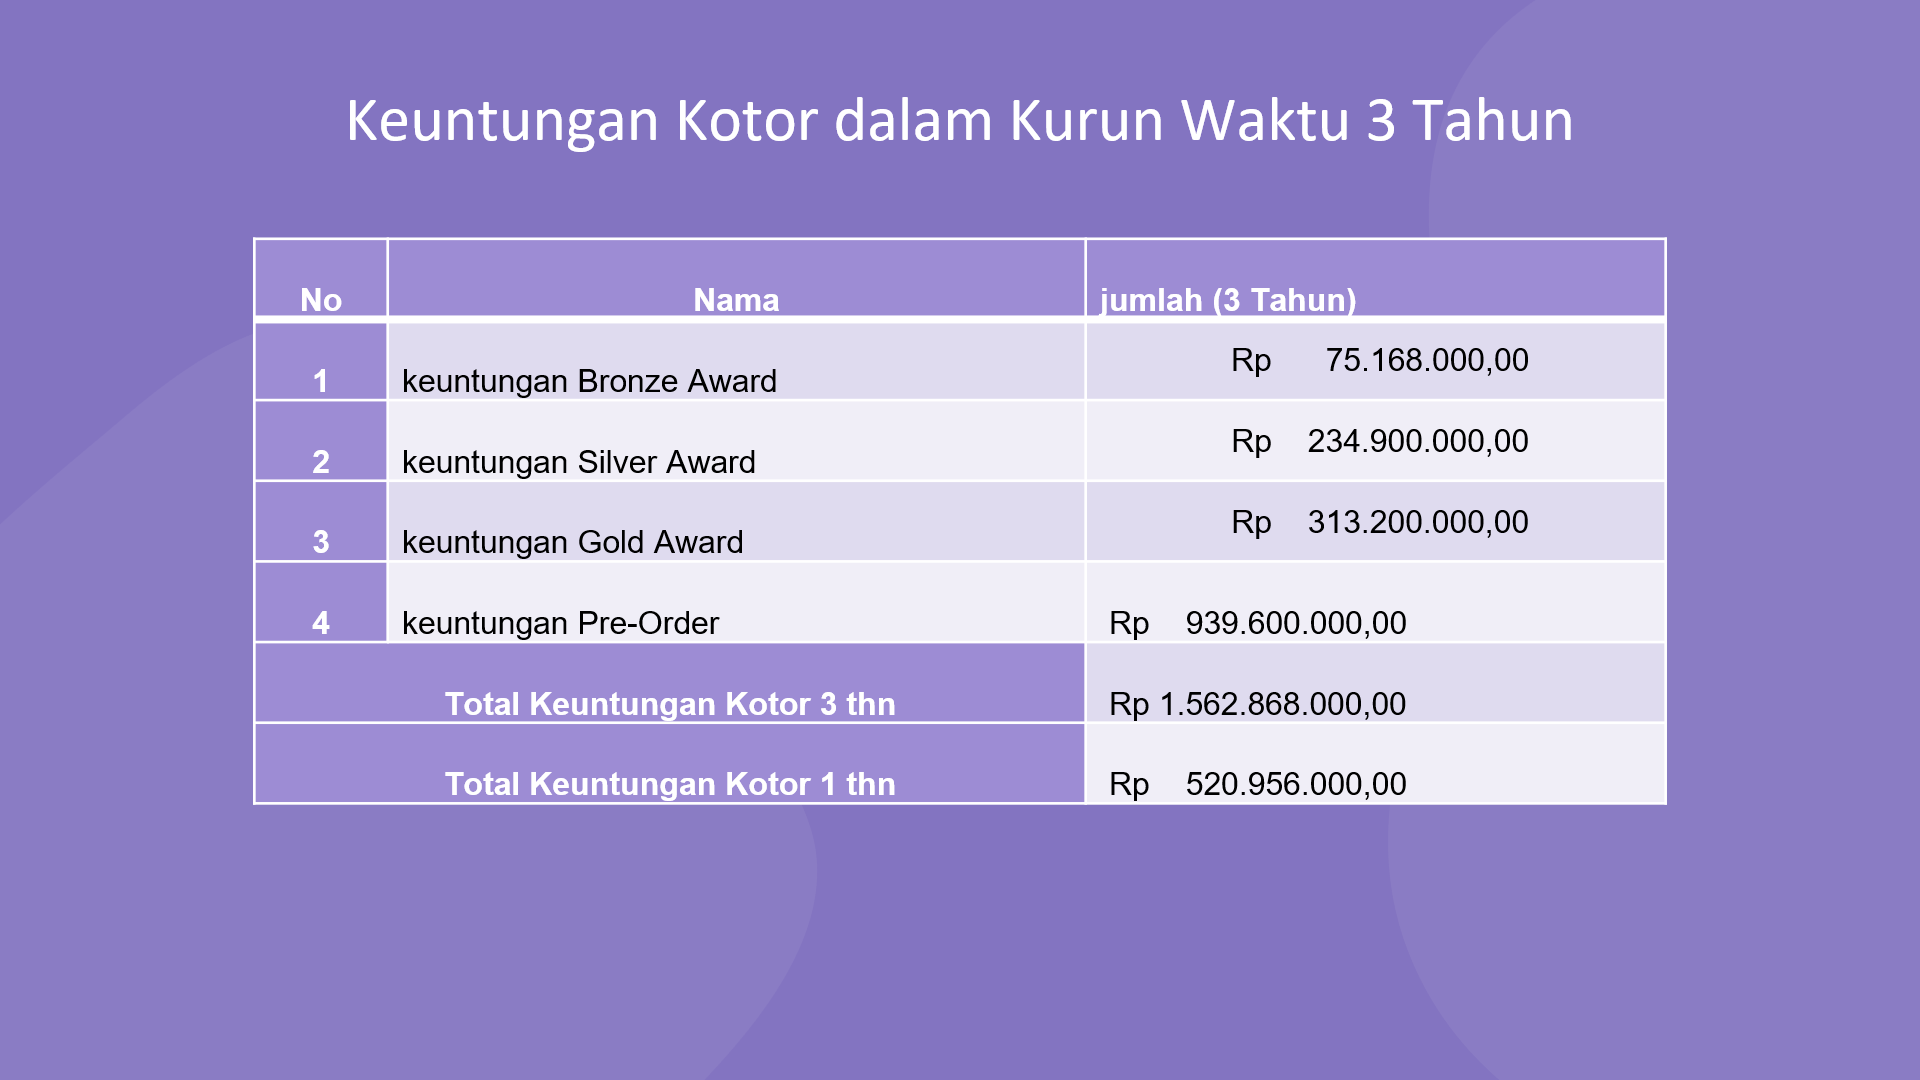 Keuntungan Kotor dalam Kurun Waktu 3 Tahun
No Nama jumlah (3 Tahun)
1 keuntungan Bronze Award Rp 75.168.000,00
2 keuntungan Silver Award Rp 234.900.000,00
3 keuntungan Gold Award Rp 313.200.000,00
4 keuntungan Pre-Order Rp 939.600.000,00
Total Keuntungan Kotor 3 thn Rp 1.562.868.000,00
Total Keuntungan Kotor 1 thn Rp 520.956.000,00